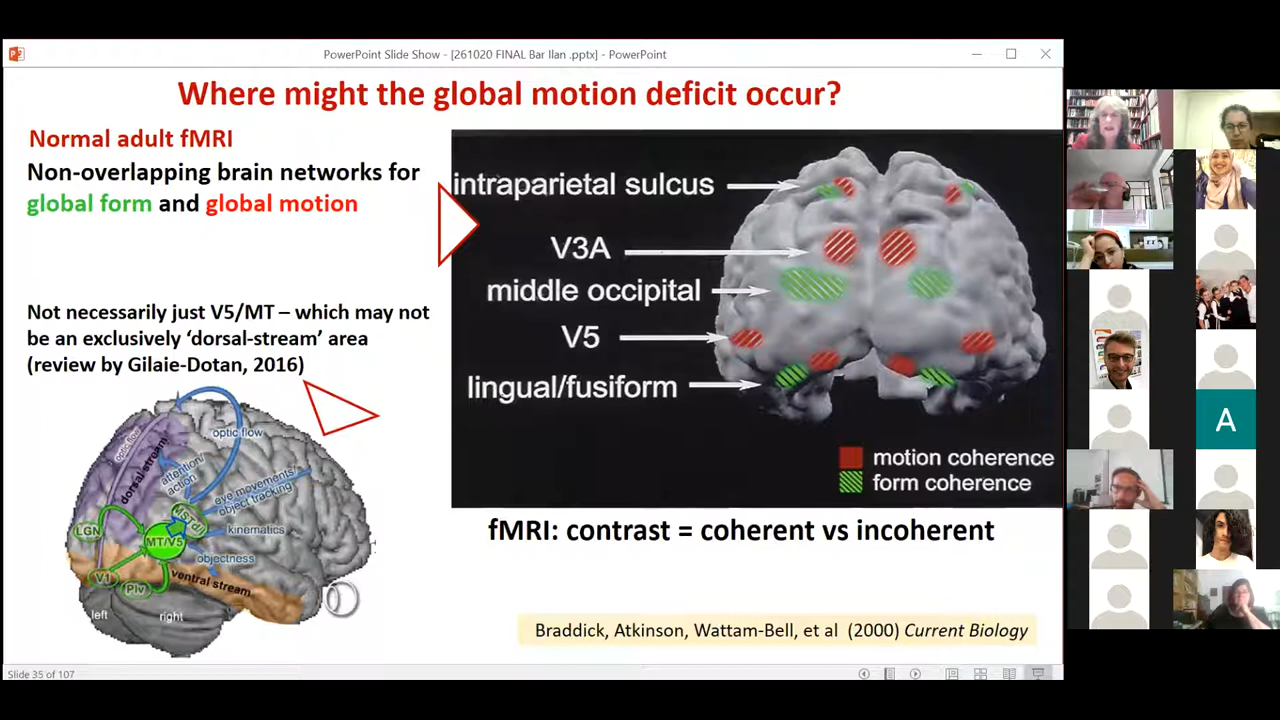 PowerPoint Slide Show - [261020 FINAL Bar Ilan .pptx] - PowerPoint
Where might the global motion deficit occur?
Normal adult fMRI
Non-overlapping brain networks for
global form and global motion
Not necessarily just V5/MT – which may not
be an exclusively ‘dorsal-stream’ area
(review by Gilaie-Dotan, 2016)
optic flow
optic flow
dorsal stream
attention/
action
eye movements/
object tracking
LGN
MSTd/l
kinematics
MT/V5
objectness
V1
Plv
ventral stream
left
right
intraparietal sulcus
V3A
middle occipital
V5
lingual/fusiform
motion coherence
form coherence
fMRI: contrast = coherent vs incoherent
Braddick, Atkinson, Wattam-Bell, et al (2000) Current Biology
Slide 35 of 107
A